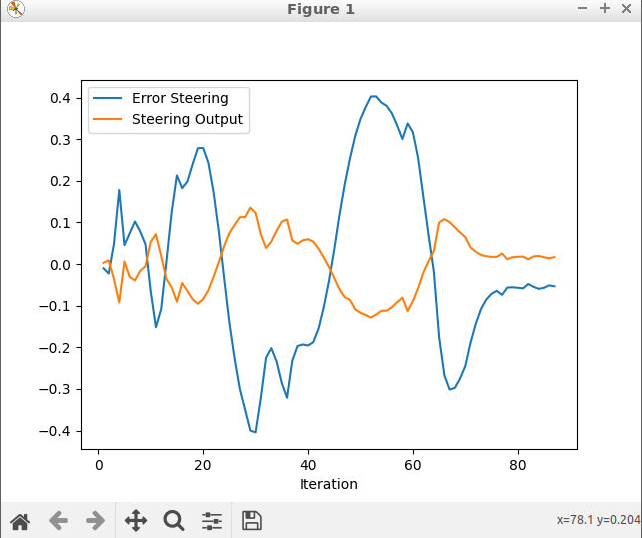 Figure 1
Error Steering
Steering Output
0.4
0.3
0.2
0.1
0.0
−0.1
−0.2
−0.3
−0.4
0 20 40 60 80
Iteration
x=78.1 y=0.204